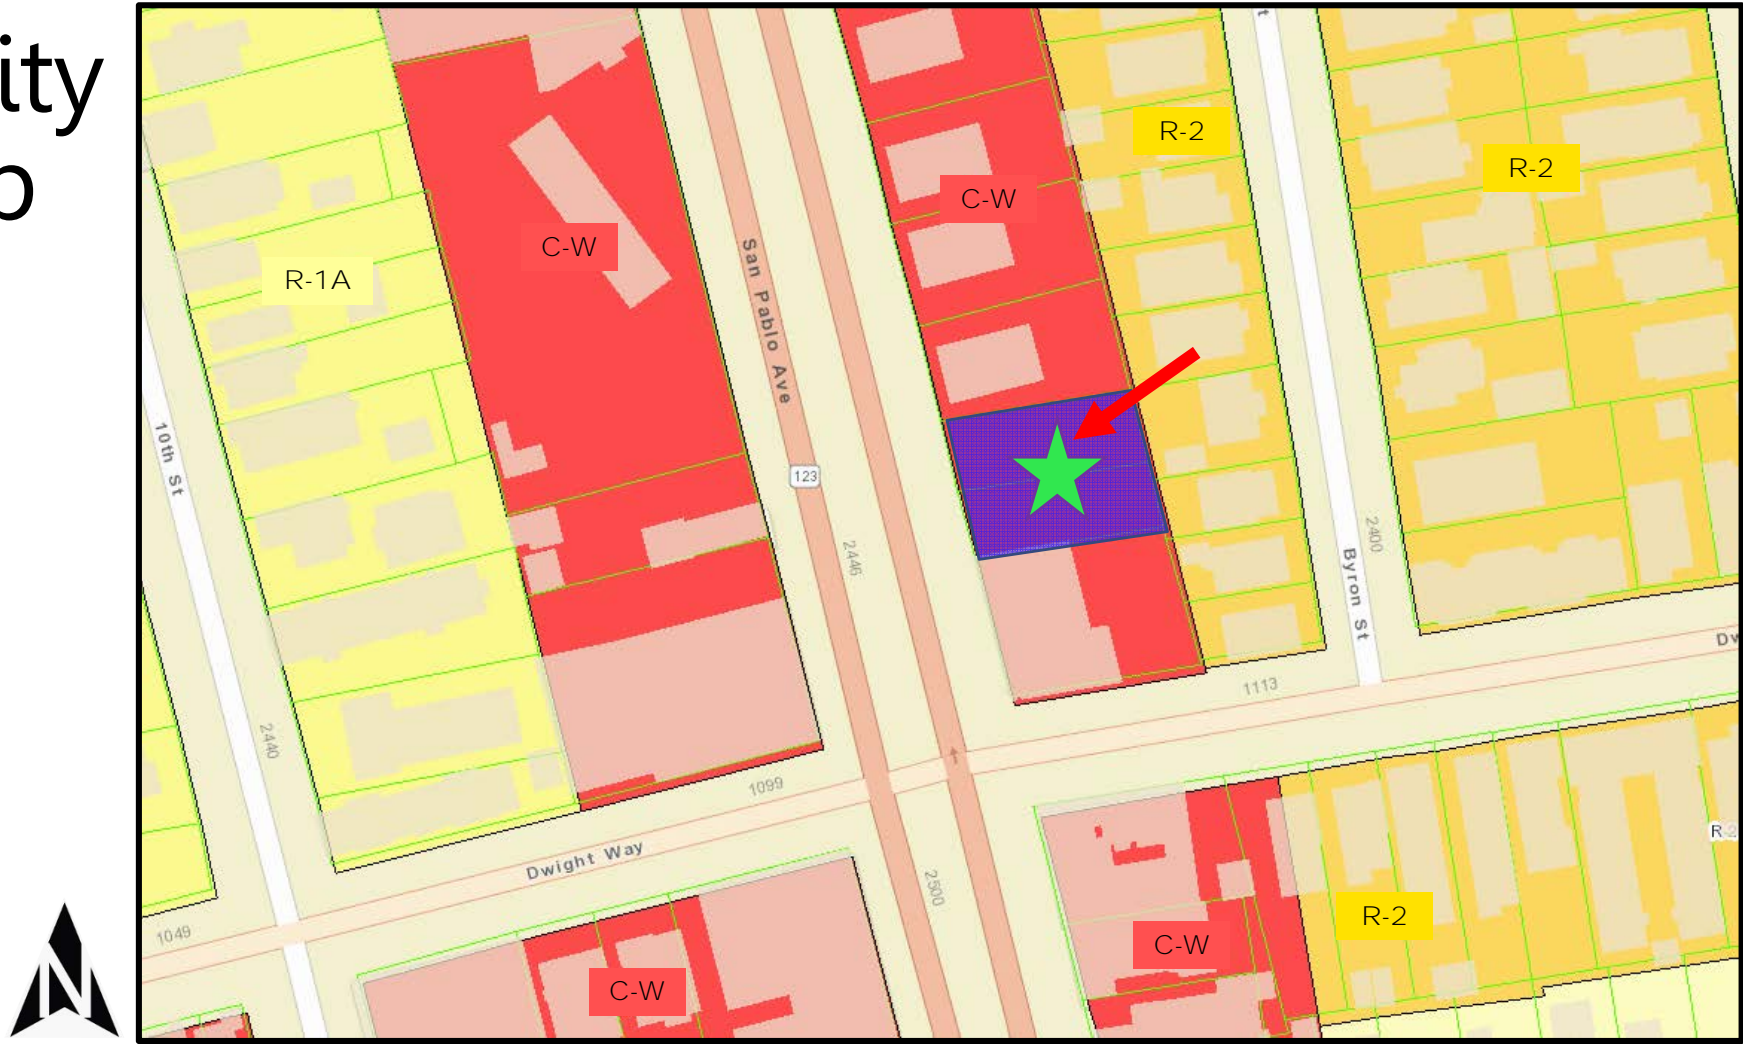 ity
p
R-1A
C-W
C-W
R-2
R-2
San Pablo Ave
10th St
123
2446
2400
Byron St
2440
1113
1099
Dwight Way
1049
2500
C-W
C-W
R-2
N